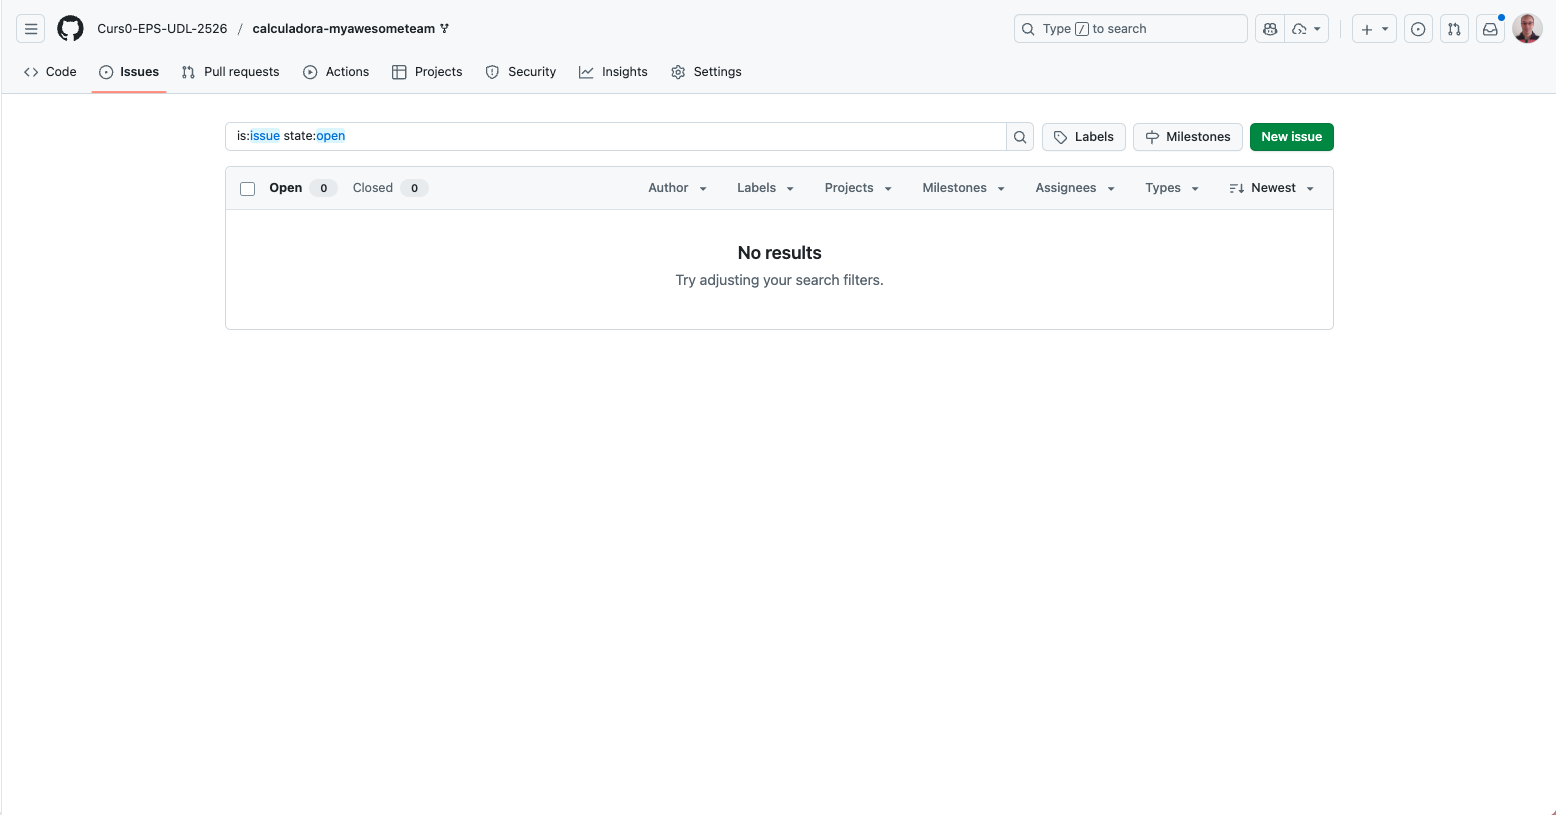 Curs0-EPS-UDL-2526 / calculadora-myawesometeam Type / to search
Code Issues Pull requests Actions Projects Security Insights Settings
is:issue state:open Labels Milestones New issue
Open 0 Closed 0 Author Labels Projects Milestones Assignees Types Newest
No results
Try adjusting your search filters.